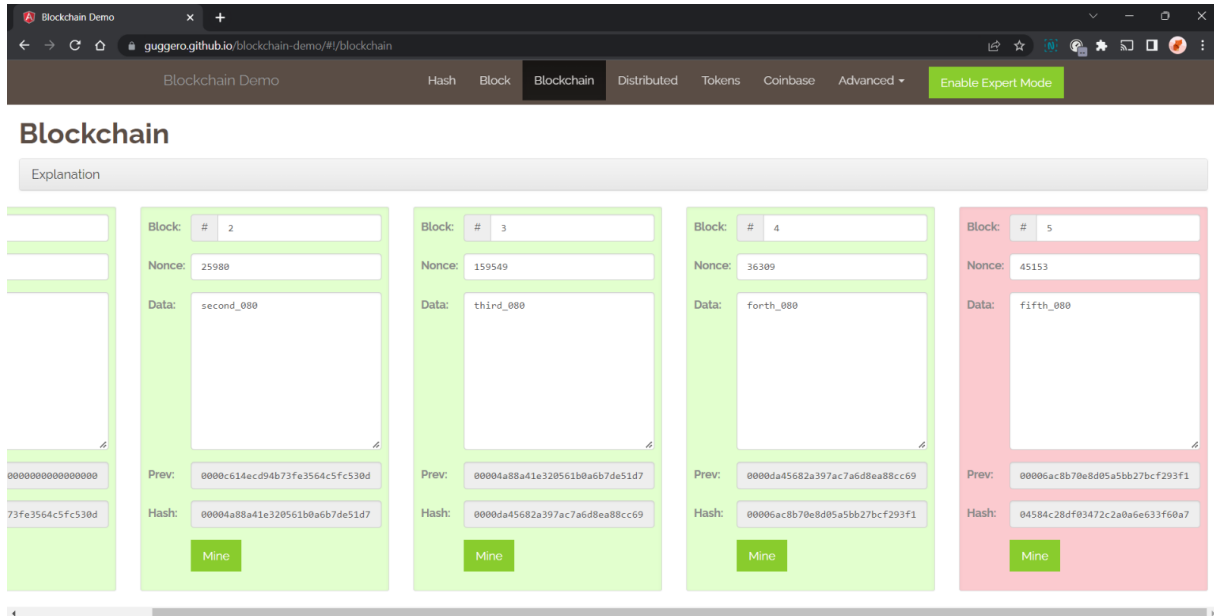 Blockchain Demo
guggero.github.io/blockchain-demo/#!/blockchain
Blockchain Demo Hash Block Blockchain Distributed Tokens Coinbase Advanced Enable Expert Mode
Blockchain
Explanation
Block: # 2 Block: # 3 Block: # 4 Block: # 5
Nonce: 25980 Nonce: 159549 Nonce: 36309 Nonce: 45153
Data: second_080 Data: third_080 Data: forth_080 Data: fifth_080
0000000000000000 Prev: 0000c614ecd94b73fe3564c5fc530d Prev: 00004a88a41e320561b0a6b7de51d7 Prev: 0000da45682a397ac7a6d8ea88cc69 Prev: 00006ac8b70e8d05a5bb27bcf293f1
73fe3564c5fc530d Hash: 00004a88a41e320561b0a6b7de51d7 Hash: 0000da45682a397ac7a6d8ea88cc69 Hash: 00006ac8b70e8d05a5bb27bcf293f1 Hash: 04584c28df03472c2a0a6e633f60a7
Mine Mine Mine Mine